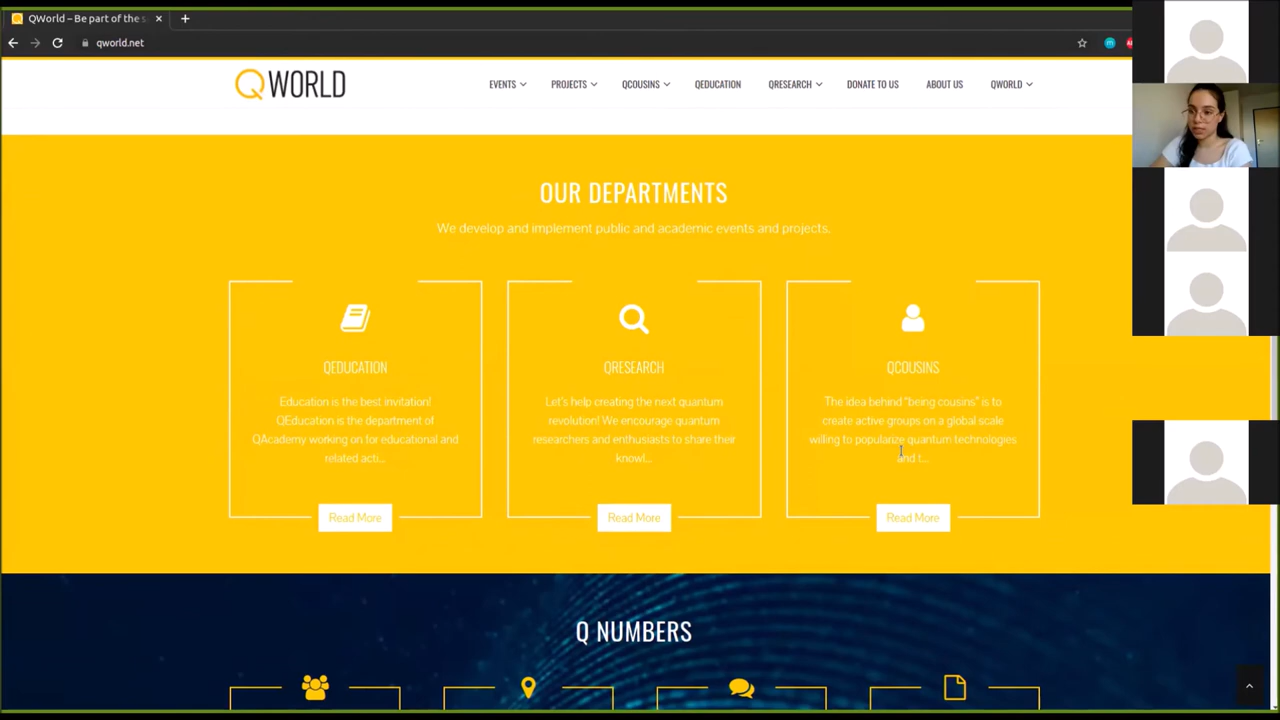 QWorld – Be part of the s
qworld.net
QWORLD
EVENTS PROJECTS QCOUSINS QEDUCATION QRESEARCH DONATE TO US ABOUT US QWORLD
OUR DEPARTMENTS
We develop and implement public and academic events and projects.
QEDUCATION
Education is the best invitation!
QEducation is the department of
QAcademy working on for educational and
related acti...
Read More
QRESEARCH
Let's help creating the next quantum
revolution! We encourage quantum
researchers and enthusiasts to share their
knowl...
Read More
QCOUSINS
The idea behind “being cousins” is to
create active groups on a global scale
willing to popularize quantum technologies
and t...
Read More
Q NUMBERS